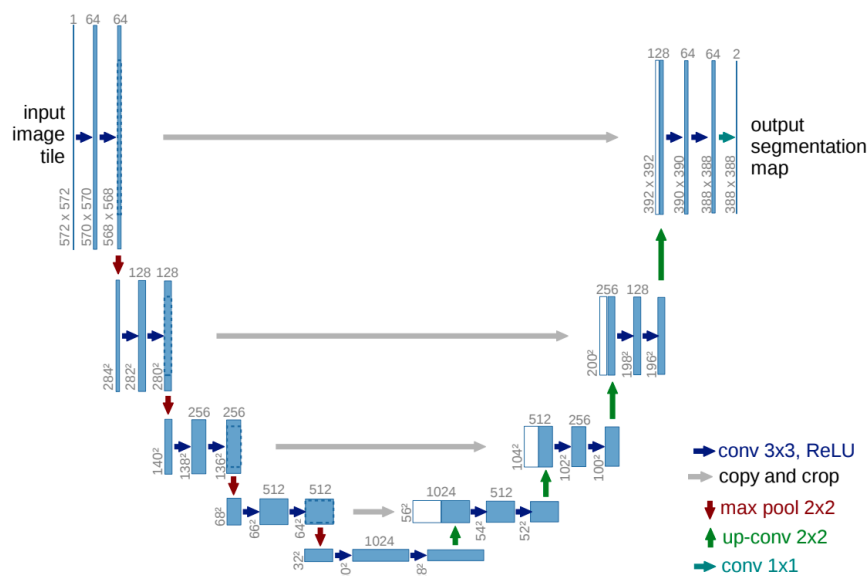 1
64
64
input
image
tile
572 x 572
570 x 570
568 x 568
128
64
64
2
output
segmentation
map
392 x 392
390 x 390
388 x 388
388 x 388
128
128
284²
282²
280²
256
128
200²
198²
196²
256
256
140²
138²
136²
512
256
104²
102²
100²
512
512
68²
66²
64²
1024
512
56²
54²
52²
1024
32²
0²
8²
conv 3x3, ReLU
copy and crop
max pool 2x2
up-conv 2x2
conv 1x1